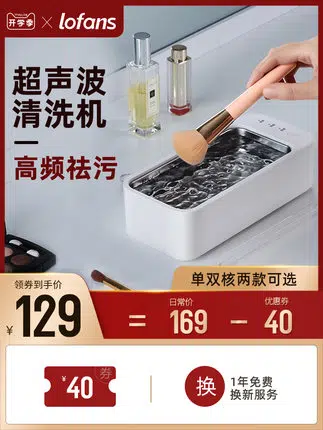 开学季 × lofans
超声波
清洗机
高频祛污
单双核两款可选
领券到手价
¥129
=
日常价
169
-
优惠券
40
¥40
券
换
1年免费
换新服务